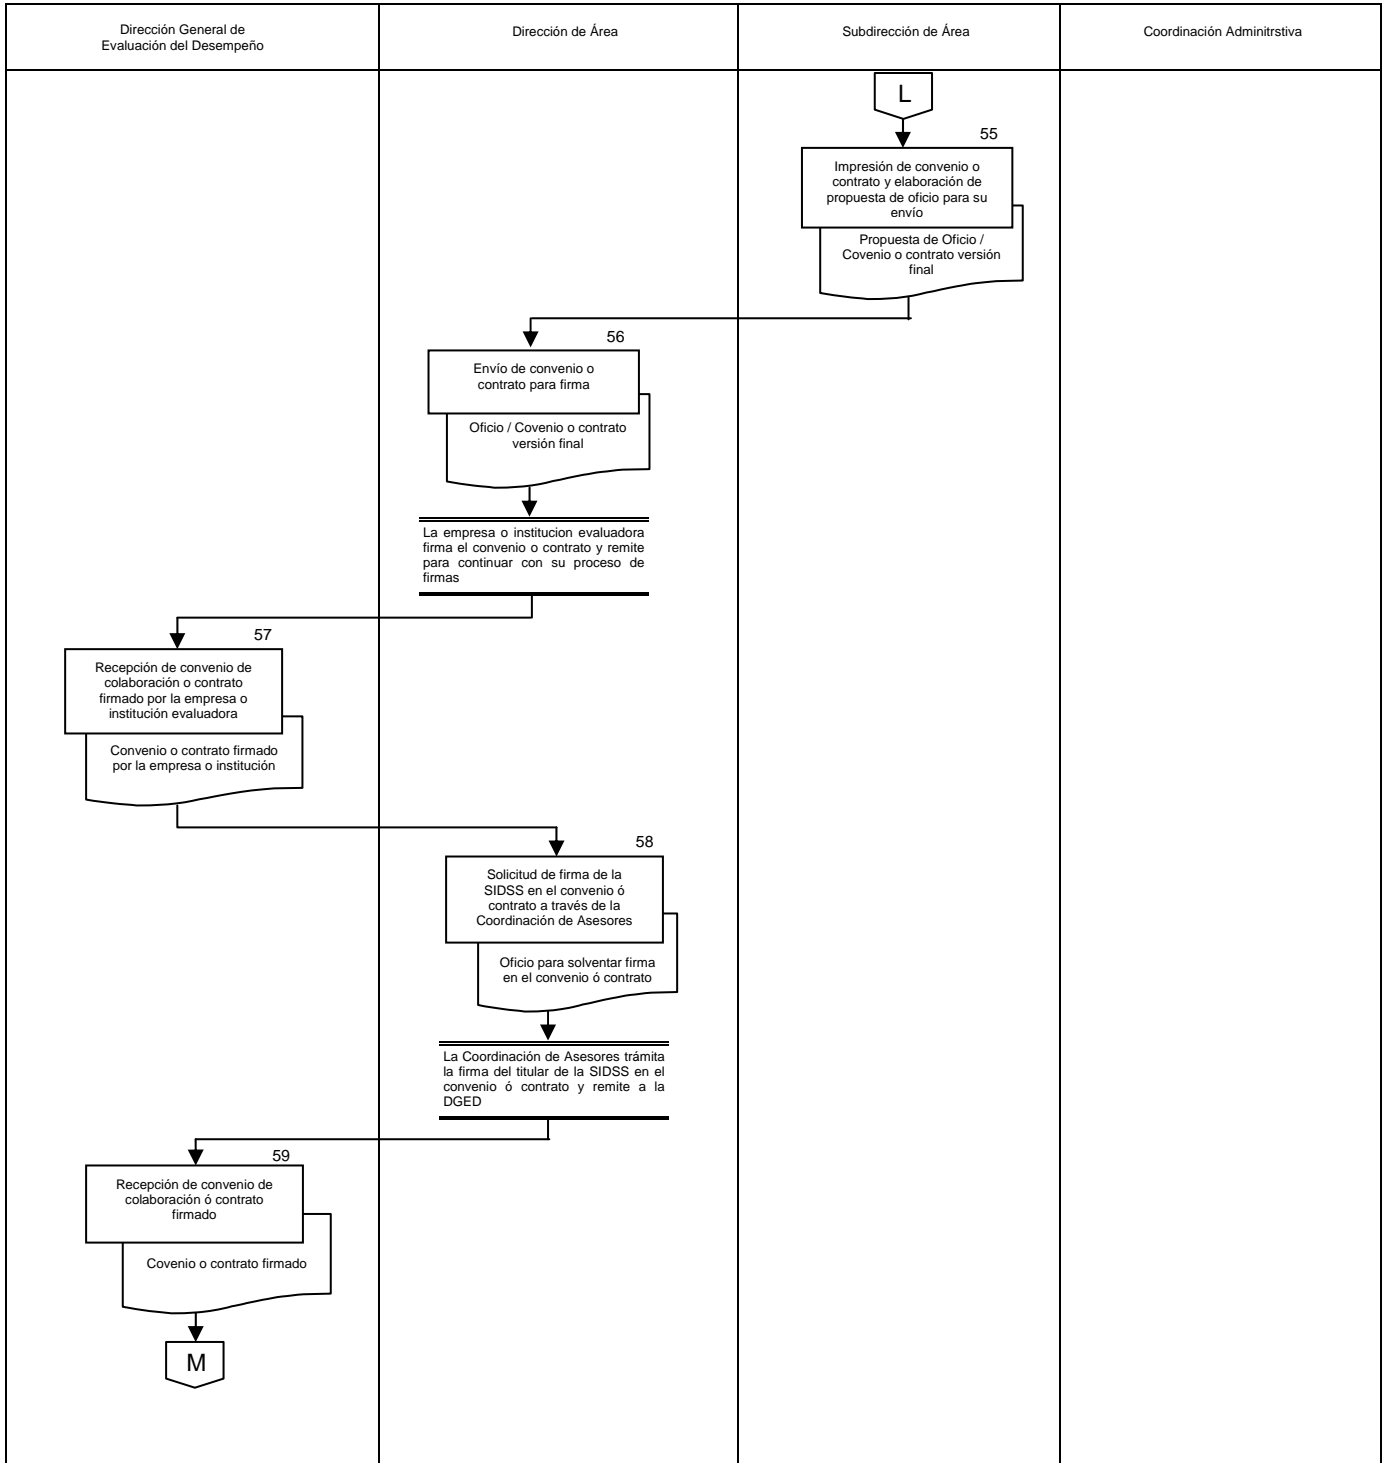 Dirección General de
Evaluación del Desempeño
Dirección de Área
Subdirección de Área
Coordinación Adminitrstiva
L
55
Impresión de convenio o
contrato y elaboración de
propuesta de oficio para su
envío
Propuesta de Oficio /
Covenio o contrato versión
final
56
Envío de convenio o
contrato para firma
Oficio / Covenio o contrato
versión final
La empresa o institucion evaluadora
firma el convenio o contrato y remite
para continuar con su proceso de
firmas
57
Recepción de convenio de
colaboración o contrato
firmado por la empresa o
institución evaluadora
Convenio o contrato firmado
por la empresa o institución
58
Solicitud de firma de la
SIDSS en el convenio ó
contrato a través de la
Coordinación de Asesores
Oficio para solventar firma
en el convenio ó contrato
La Coordinación de Asesores trámita
la firma del titular de la SIDSS en el
convenio ó contrato y remite a la
DGED
59
Recepción de convenio de
colaboración ó contrato
firmado
Covenio o contrato firmado
M